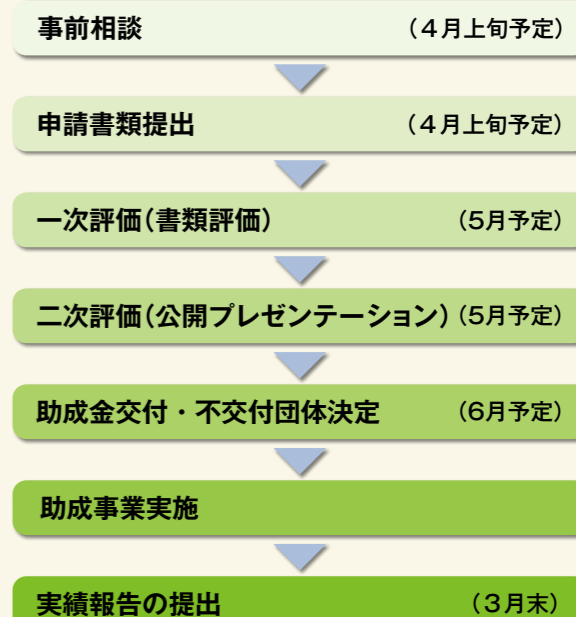 事前相談 （４月上旬予定）
申請書類提出 （４月上旬予定）
一次評価（書類評価） （5月予定）
二次評価（公開プレゼンテーション）（5月予定）
助成金交付・不交付団体決定 （6月予定）
助成事業実施
実績報告の提出 （３月末）